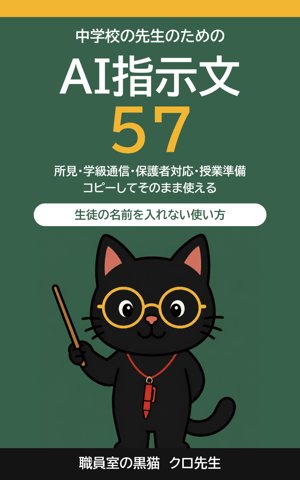 中学校の先生のための
AI指示文
57
所見・学級通信・保護者対応・授業準備
コピーしてそのまま使える
生徒の名前を入れない使い方
職員室の黒猫 クロ先生